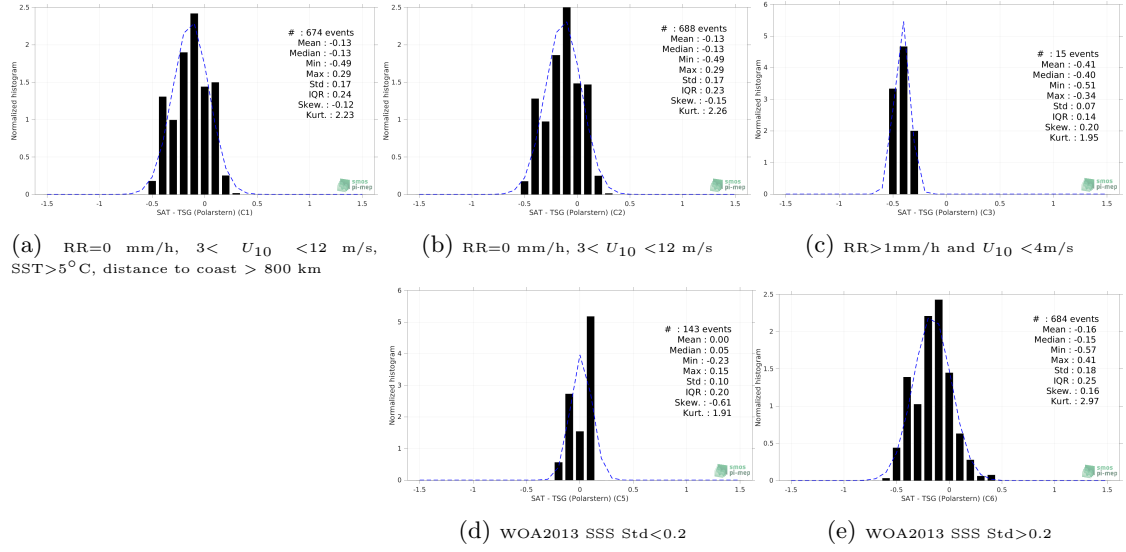 2.5
2
1.5
1
0.5
0
Normalized histogram
# : 674 events
Mean : -0.13
Median : -0.13
Min : -0.49
Max : 0.29
Std : 0.17
IQR : 0.24
Skew. : -0.12
Kurt. : 2.23
smos
pi-mep
-1.5 -1 -0.5 0 0.5 1 1.5
SAT - TSG (Polarstern) (C1)
(a) RR=0 mm/h, 3< U10 <12 m/s,
SST>5°C, distance to coast > 800 km
2.5
2
1.5
1
0.5
0
Normalized histogram
# : 688 events
Mean : -0.13
Median : -0.13
Min : -0.49
Max : 0.29
Std : 0.17
IQR : 0.23
Skew. : -0.15
Kurt. : 2.26
smos
pi-mep
-1.5 -1 -0.5 0 0.5 1 1.5
SAT - TSG (Polarstern) (C2)
(b) RR=0 mm/h, 3< U10 <12 m/s
6
5
4
3
2
1
0
Normalized histogram
# : 15 events
Mean : -0.41
Median : -0.40
Min : -0.51
Max : -0.34
Std : 0.07
IQR : 0.14
Skew. : 0.20
Kurt. : 1.95
smos
pi-mep
-1.5 -1 -0.5 0 0.5 1 1.5
SAT - TSG (Polarstern) (C3)
(c) RR>1mm/h and U10 <4m/s
6
5
4
3
2
1
0
Normalized histogram
# : 143 events
Mean : 0.00
Median : 0.05
Min : -0.23
Max : 0.15
Std : 0.10
IQR : 0.20
Skew. : -0.61
Kurt. : 1.91
smos
pi-mep
-1.5 -1 -0.5 0 0.5 1 1.5
SAT - TSG (Polarstern) (C5)
(d) WOA2013 SSS Std<0.2
2.5
2
1.5
1
0.5
0
Normalized histogram
# : 684 events
Mean : -0.16
Median : -0.15
Min : -0.57
Max : 0.41
Std : 0.18
IQR : 0.25
Skew. : 0.16
Kurt. : 2.97
smos
pi-mep
-1.5 -1 -0.5 0 0.5 1 1.5
SAT - TSG (Polarstern) (C6)
(e) WOA2013 SSS Std>0.2